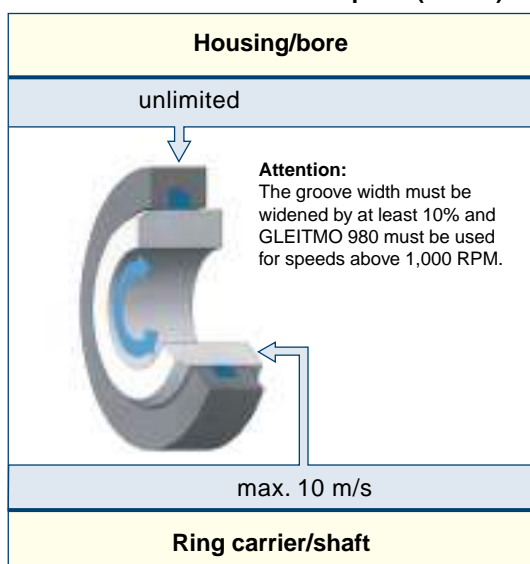 Housing/bore
unlimited
Attention:
The groove width must be
widened by at least 10% and
GLEITMO 980 must be used
for speeds above 1,000 RPM.
max. 10 m/s
Ring carrier/shaft